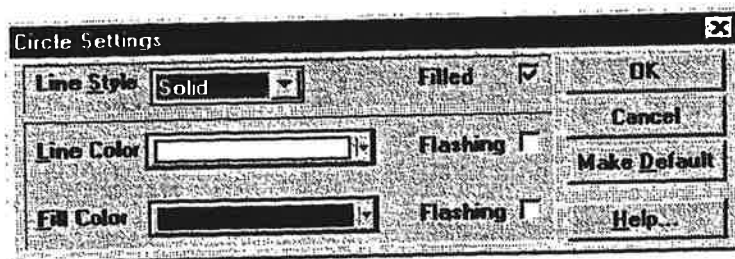 Circle Settings
Line Style Solid Filled OK
Cancel
Line Color Flashing
Make Default
Fill Color Flashing
Help...